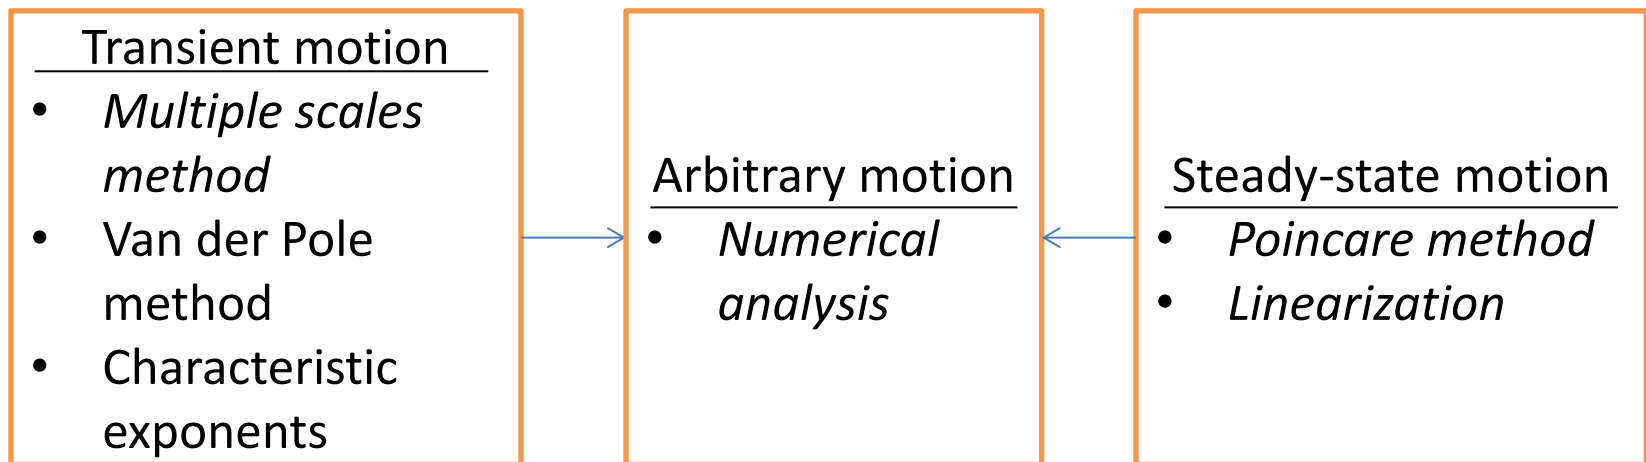 Transient motion
• Multiple scales
method
• Van der Pole
method
• Characteristic
exponents
Arbitrary motion
• Numerical
analysis
Steady-state motion
• Poincare method
• Linearization